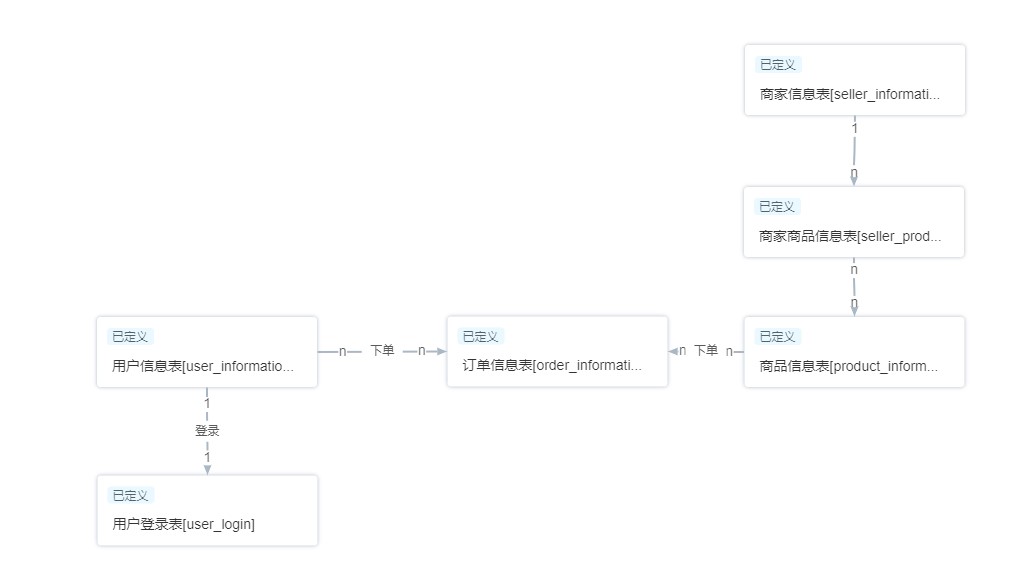 已定义
商家信息表[seller_informati...
1
n
已定义
商家商品信息表[seller_prod...
n
n
已定义
用户信息表[user_informatio...
n 下单 n
已定义
订单信息表[order_informati...
n 下单 n
已定义
商品信息表[product_inform...
1
登录
1
已定义
用户登录表[user_login]